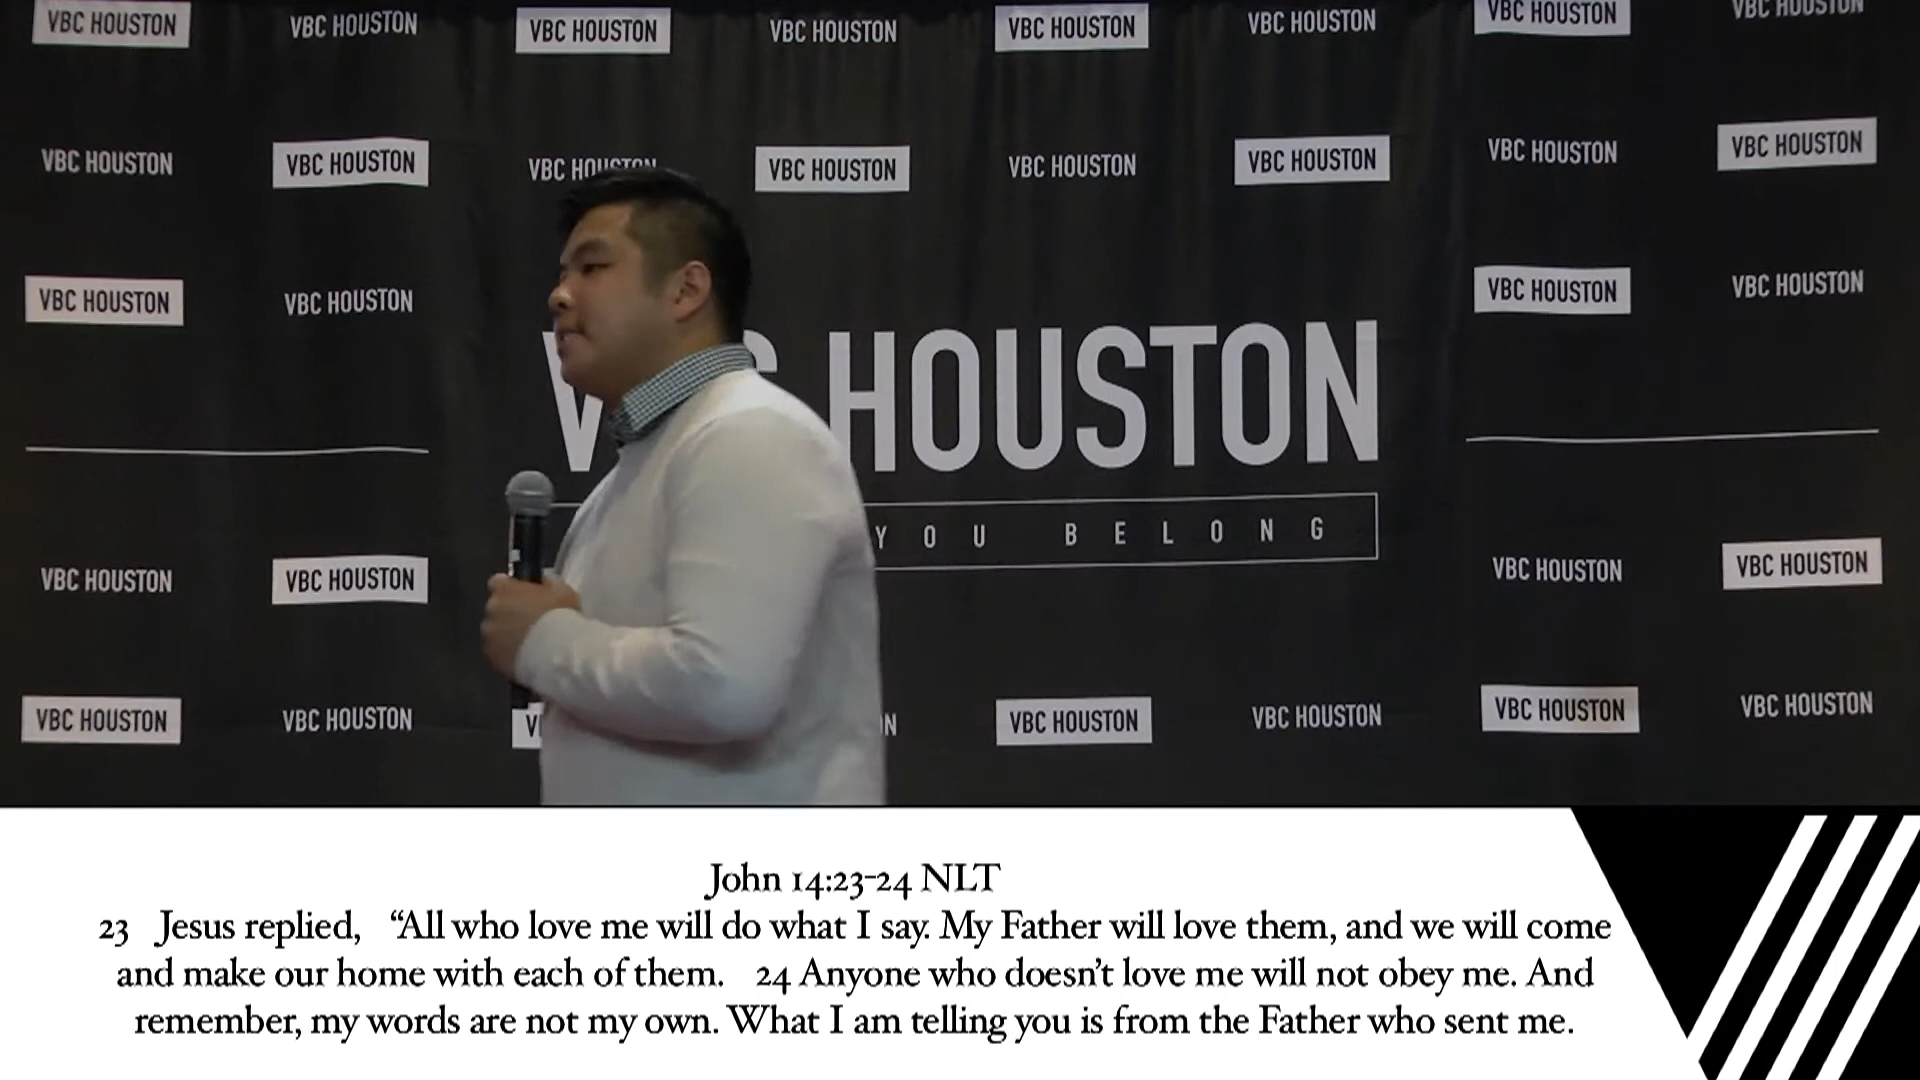 VBC HOUSTON VBC HOUSTON VBC HOUSTON VBC HOUSTON VBC HOUSTON VBC HOUSTON VBC HOUSTON VBC HOUSTON
VBC HOUSTON VBC HOUSTON VBC HOUSTON VBC HOUSTON VBC HOUSTON VBC HOUSTON VBC HOUSTON VBC HOUSTON
VBC HOUSTON VBC HOUSTON VBC HOUSTON VBC HOUSTON
HOUSTON
YOU BELONG
VBC HOUSTON VBC HOUSTON VBC HOUSTON VBC HOUSTON
VBC HOUSTON VBC HOUSTON VBC HOUSTON VBC HOUSTON VBC HOUSTON VBC HOUSTON
John 14:23-24 NLT
23 Jesus replied, “All who love me will do what I say. My Father will love them, and we will come
and make our home with each of them. 24 Anyone who doesn’t love me will not obey me. And
remember, my words are not my own. What I am telling you is from the Father who sent me.